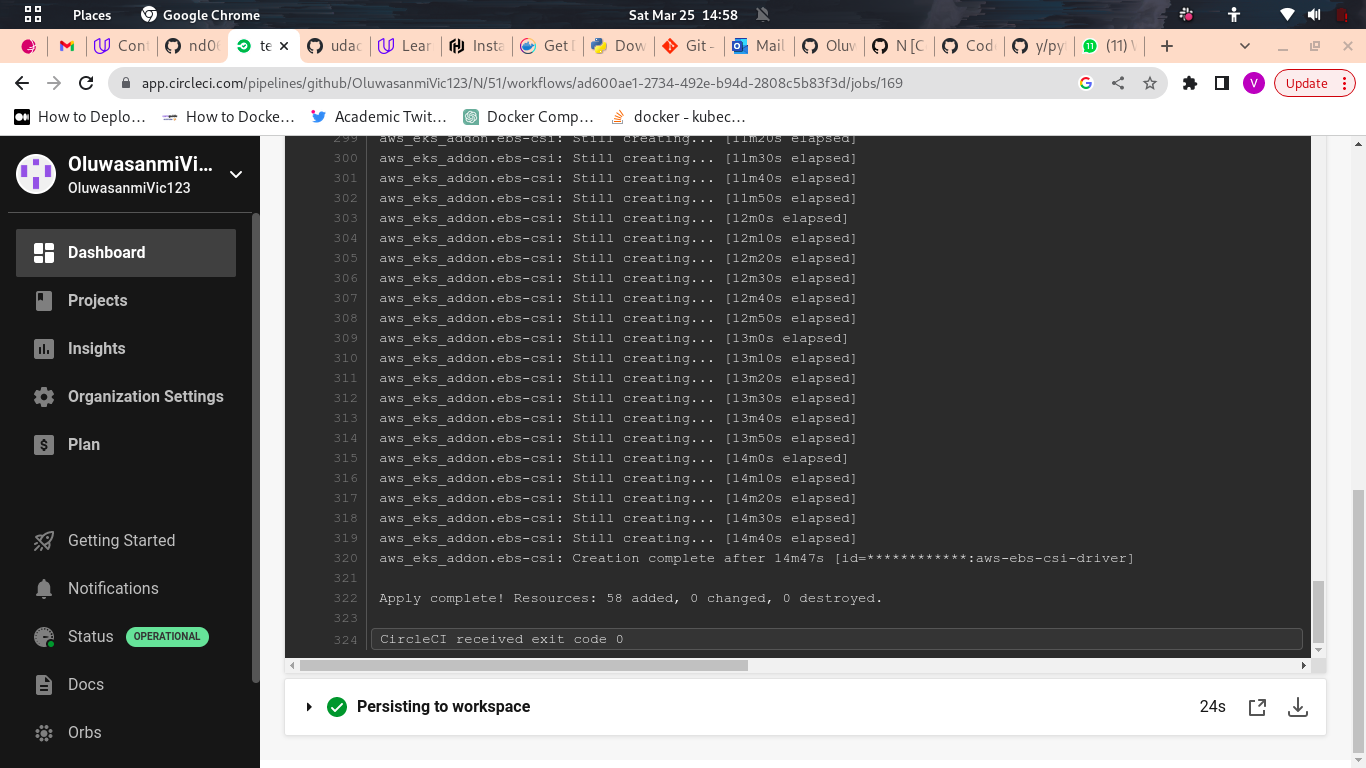 Places
Google Chrome
Sat Mar 25 14:58
Cont
nd0
te
udac
Lear
Insta
Get
Dow
Git -
Mail
Oluw
N [C
Code
y/py
(11)
app.circleci.com/pipelines/github/OluwasanmiVic123/N/51/workflows/ad600ae1-2734-492e-b94d-2808c5b83f3d/jobs/169
V
Update
How to Deplo…
How to Docke…
Academic Twit…
Docker Comp…
docker - kubec…
OluwasanmiVi...
OluwasanmiVic123
Dashboard
Projects
Insights
Organization Settings
Plan
Getting Started
Notifications
Status OPERATIONAL
Docs
Orbs
299 aws_eks_addon.ebs-csi: Still creating... [11m20s elapsed]
300 aws_eks_addon.ebs-csi: Still creating... [11m30s elapsed]
301 aws_eks_addon.ebs-csi: Still creating... [11m40s elapsed]
302 aws_eks_addon.ebs-csi: Still creating... [11m50s elapsed]
303 aws_eks_addon.ebs-csi: Still creating... [12m0s elapsed]
304 aws_eks_addon.ebs-csi: Still creating... [12m10s elapsed]
305 aws_eks_addon.ebs-csi: Still creating... [12m20s elapsed]
306 aws_eks_addon.ebs-csi: Still creating... [12m30s elapsed]
307 aws_eks_addon.ebs-csi: Still creating... [12m40s elapsed]
308 aws_eks_addon.ebs-csi: Still creating... [12m50s elapsed]
309 aws_eks_addon.ebs-csi: Still creating... [13m0s elapsed]
310 aws_eks_addon.ebs-csi: Still creating... [13m10s elapsed]
311 aws_eks_addon.ebs-csi: Still creating... [13m20s elapsed]
312 aws_eks_addon.ebs-csi: Still creating... [13m30s elapsed]
313 aws_eks_addon.ebs-csi: Still creating... [13m40s elapsed]
314 aws_eks_addon.ebs-csi: Still creating... [13m50s elapsed]
315 aws_eks_addon.ebs-csi: Still creating... [14m0s elapsed]
316 aws_eks_addon.ebs-csi: Still creating... [14m10s elapsed]
317 aws_eks_addon.ebs-csi: Still creating... [14m20s elapsed]
318 aws_eks_addon.ebs-csi: Still creating... [14m30s elapsed]
319 aws_eks_addon.ebs-csi: Still creating... [14m40s elapsed]
320 aws_eks_addon.ebs-csi: Creation complete after 14m47s [id=************:aws-ebs-csi-driver]
321
322 Apply complete! Resources: 58 added, 0 changed, 0 destroyed.
323
324 CircleCI received exit code 0
Persisting to workspace
24s